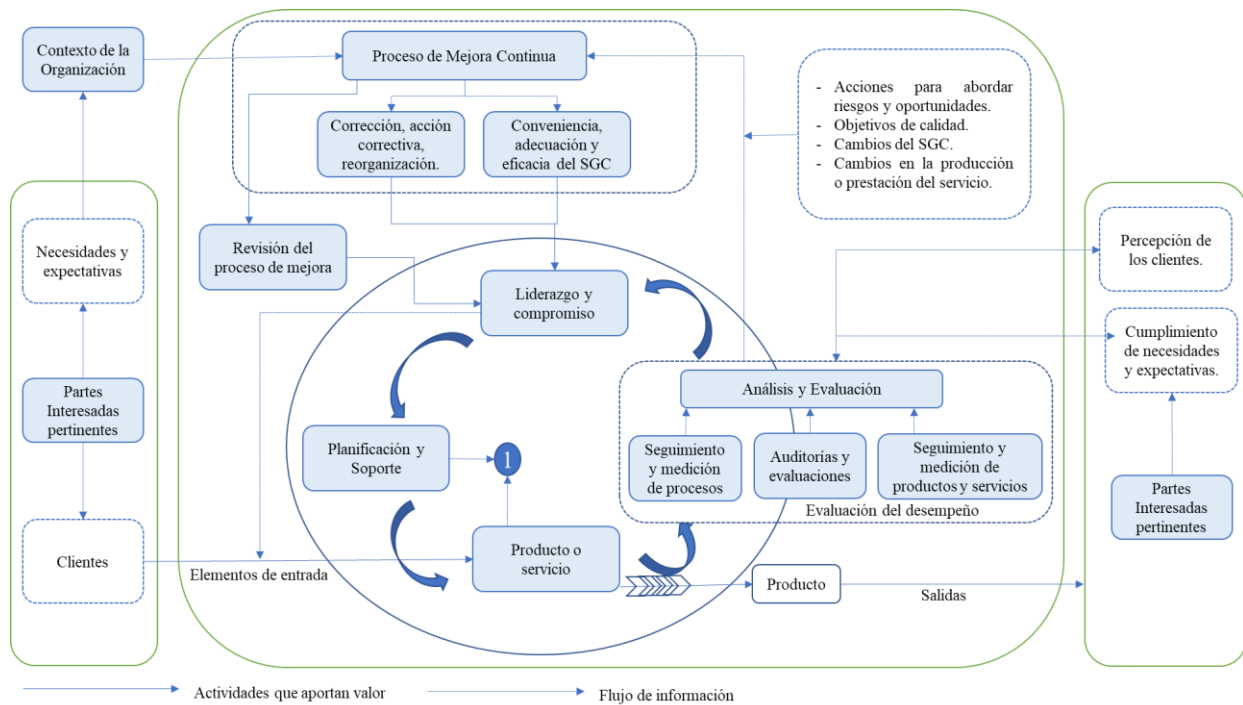 Contexto de la
Organización
Proceso de Mejora Continua
Corrección, acción
correctiva,
reorganización.
Conveniencia,
adecuación y
eficacia del SGC
- Acciones para abordar
riesgos y oportunidades.
- Objetivos de calidad.
- Cambios del SGC.
- Cambios en la producción
o prestación del servicio.
Necesidades y
expectativas
Revisión del
proceso de mejora
Liderazgo y
compromiso
Percepción de
los clientes.
Cumplimiento
de necesidades
y expectativas.
Partes
Interesadas
pertinentes
Análisis y Evaluación
Planificación y
Soporte
1
Seguimiento
y medición
de procesos
Auditorías y
evaluaciones
Seguimiento y
medición de
productos y servicios
Evaluación del desempeño
Partes
Interesadas
pertinentes
Clientes
Elementos de entrada
Producto o
servicio
Producto
Salidas
Actividades que aportan valor
Flujo de información